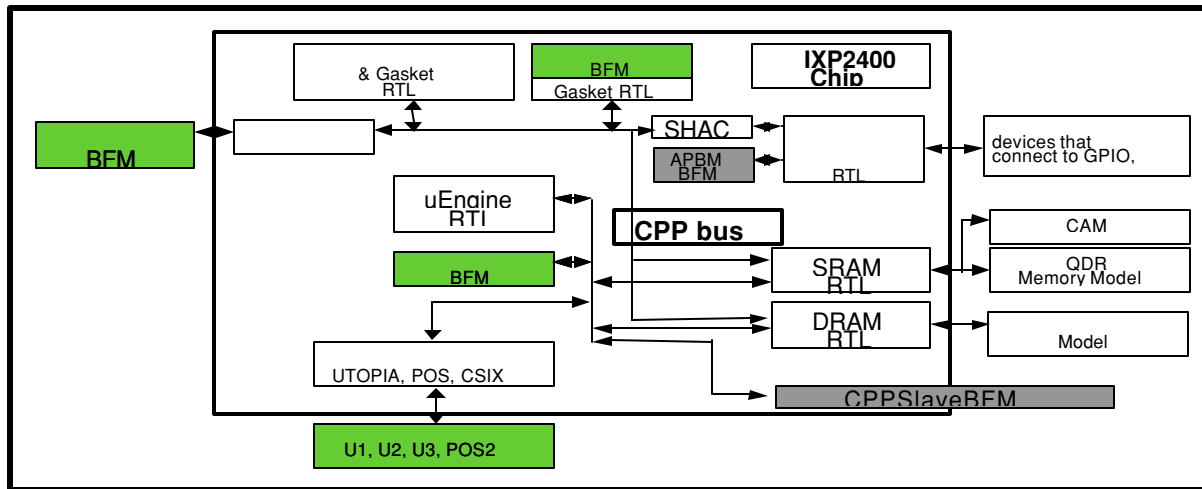 & Gasket
RTL
BFM
Gasket RTL
IXP2400
Chip
BFM
SHAC
APBM
BFM
RTL
devices that
connect to GPIO,
uEngine
RTL
CPP bus
CAM
BFM
SRAM
RTL
QDR
Memory Model
DRAM
RTL
Model
UTOPIA, POS, CSIX
CPPSlaveBFM
U1, U2, U3, POS2